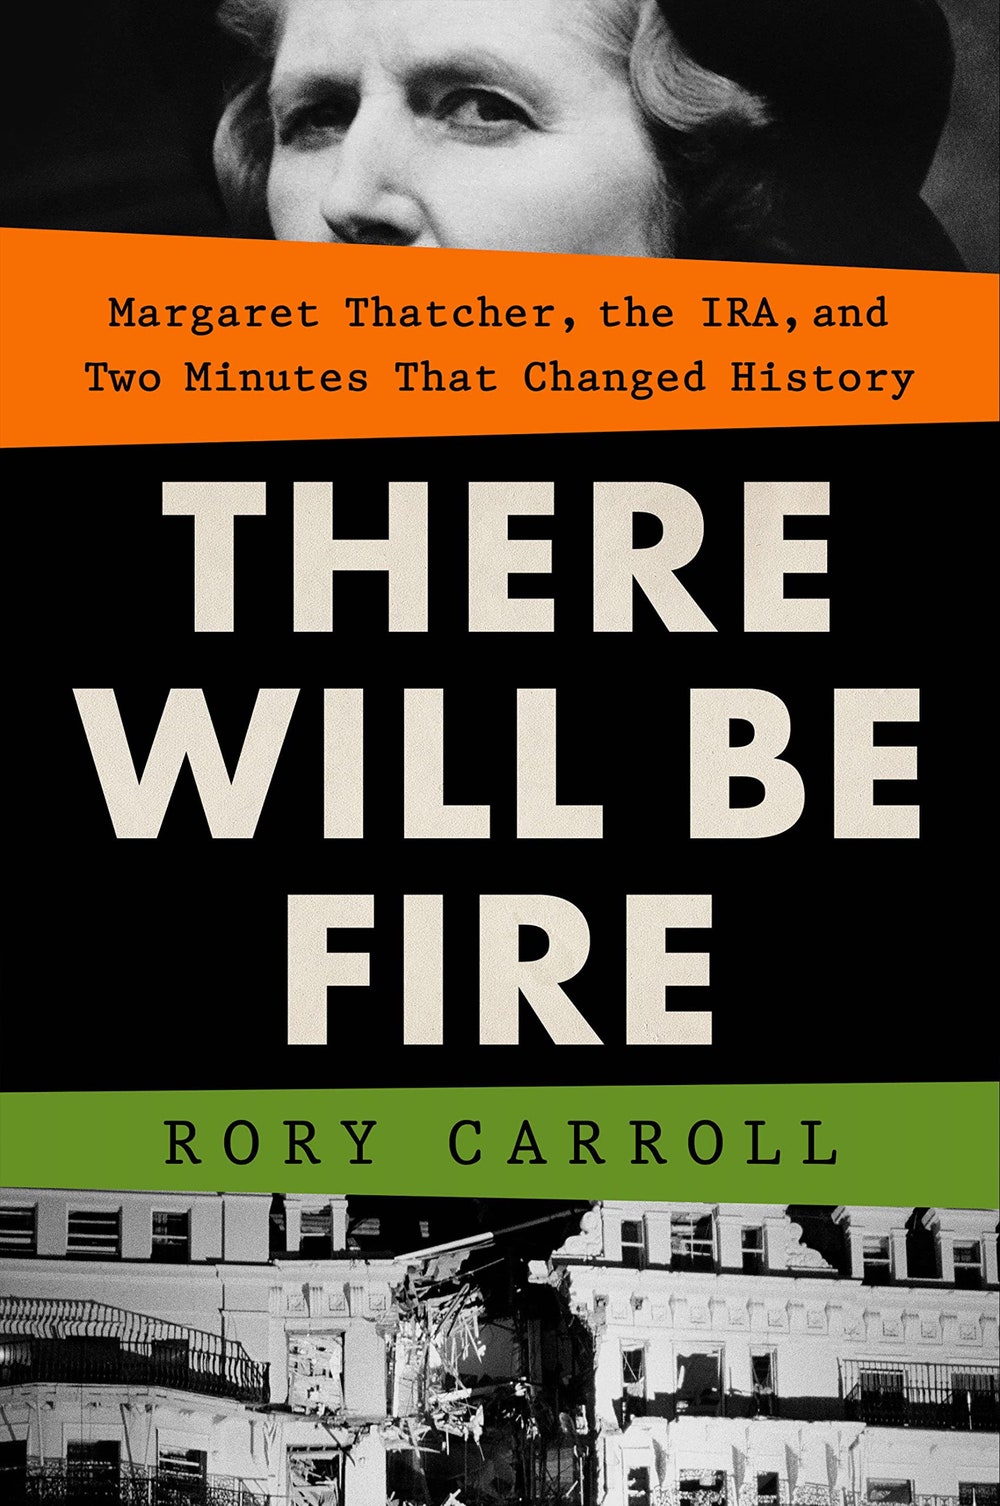 Margaret Thatcher, the IRA, and
Two Minutes That Changed History
THERE
WILL BE
FIRE
RORY CARROLL